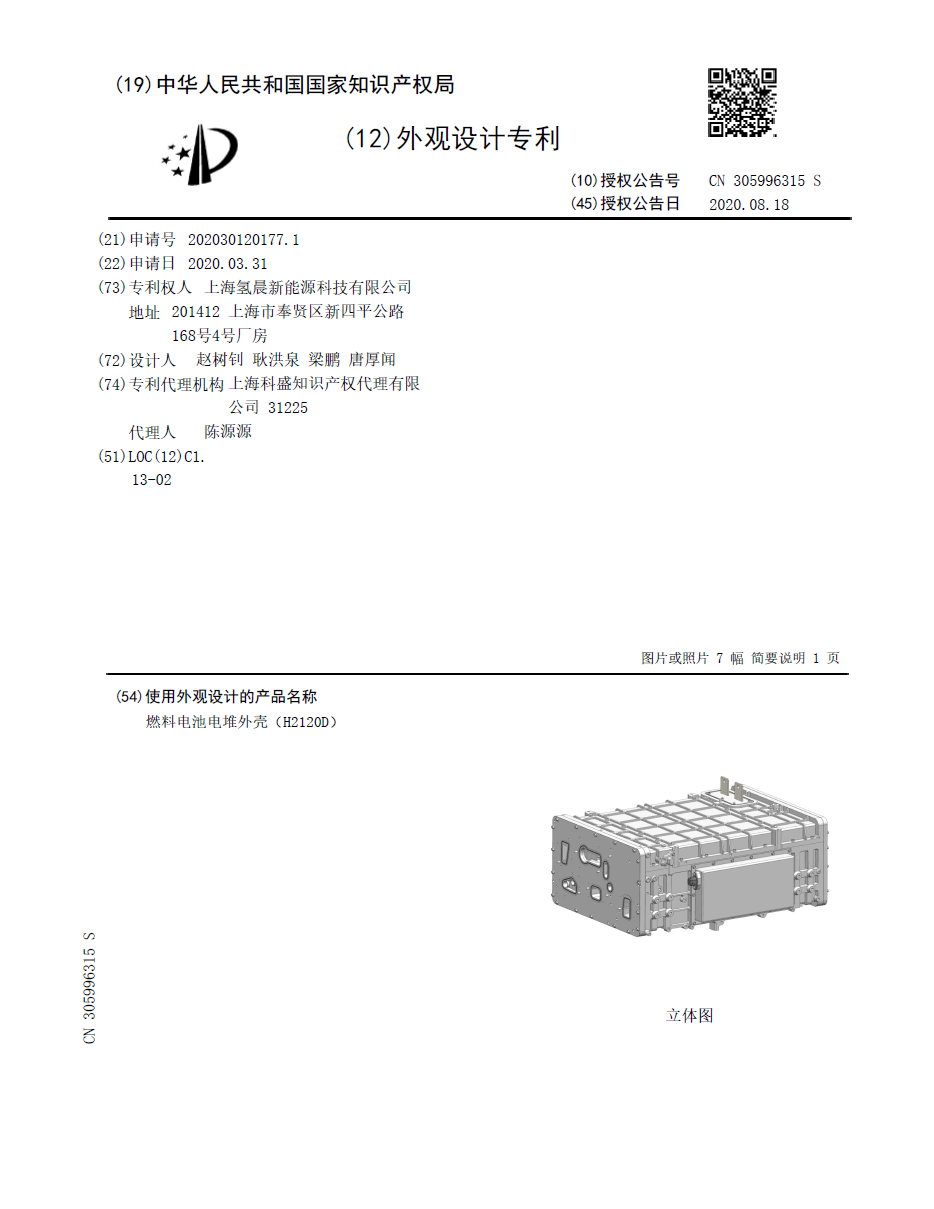 (19)中华人民共和国国家知识产权局
(12)外观设计专利
(10)授权公告号 CN 305996315 S
(45)授权公告日 2020.08.18
(21)申请号 202030120177.1
(22)申请日 2020.03.31
(73)专利权人 上海氢晨新能源科技有限公司
地址 201412 上海市奉贤区新四平公路
168号4号厂房
(72)设计人 赵树钊 耿洪泉 梁鹏 唐厚闻
(74)专利代理机构 上海科盛知识产权代理有限
公司 31225
代理人 陈源源
(51)LOC(12)Cl.
13-02
图片或照片 7 幅 简要说明 1 页
(54)使用外观设计的产品名称
燃料电池电堆外壳（H2120D）
立体图
CN 305996315 S